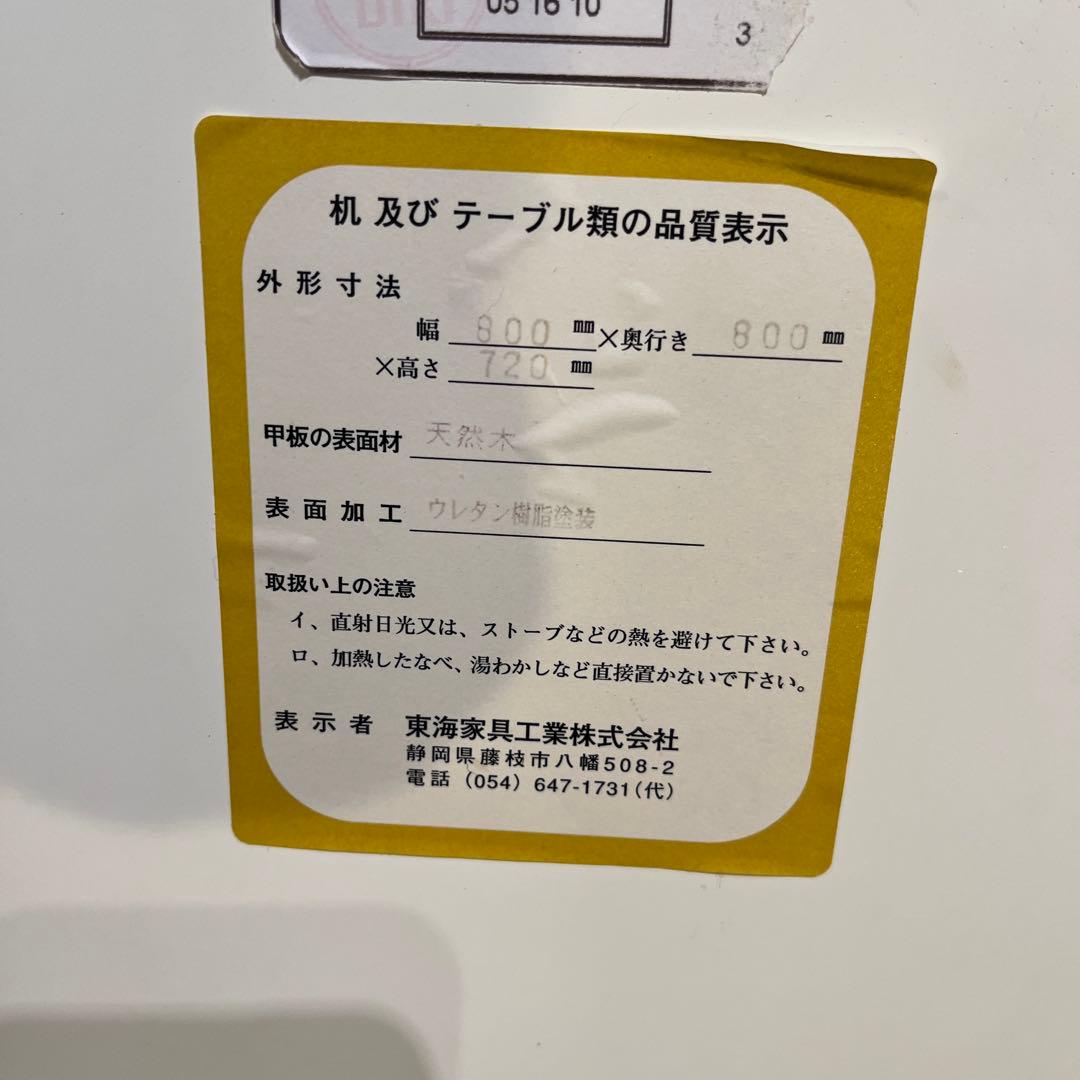 05 16 10
3
机 及び テーブル類の品質表示
外形寸法
幅 800 mm ×奥行き 800 mm
×高さ 720 mm
甲板の表面材 天然木
表面加工 ウレタン樹脂塗装
取扱い上の注意
イ、直射日光又は、ストーブなどの熱を避けて下さい。
ロ、加熱したなべ、湯わかしなど直接置かないで下さい。
表示者 東海家具工業株式会社
静岡県藤枝市八幡508-2
電話 (054) 647-1731(代)